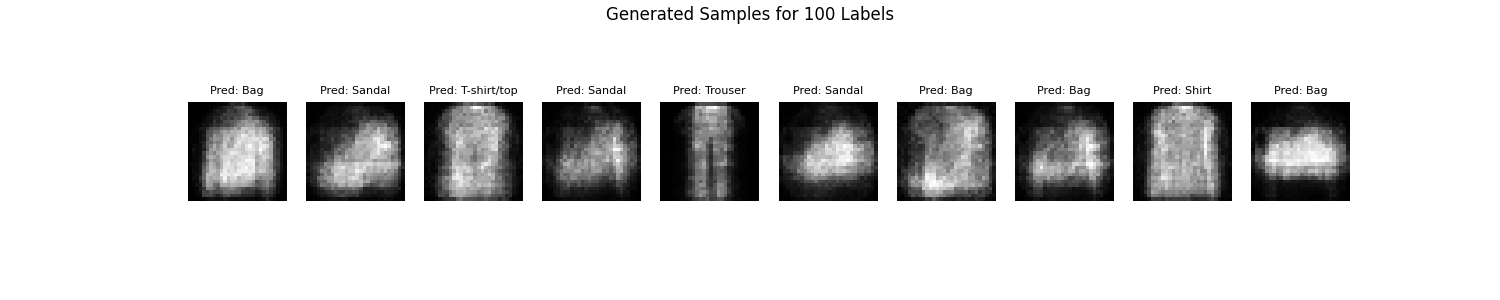 Generated Samples for 100 Labels
Pred: Bag
Pred: Sandal
Pred: T-shirt/top
Pred: Sandal
Pred: Trouser
Pred: Sandal
Pred: Bag
Pred: Bag
Pred: Shirt
Pred: Bag